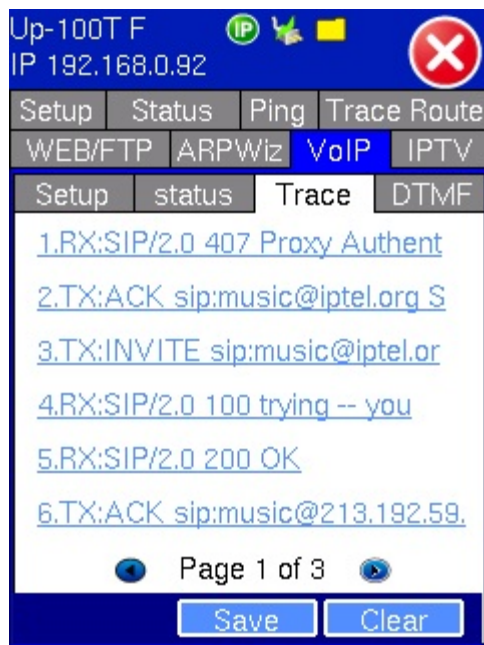 Up-100T F IP
IP 192.168.0.92
Setup Status Ping Trace Route
WEB/FTP ARPWiz VoIP IPTV
Setup status Trace DTMF
1.RX:SIP/2.0 407 Proxy Authent
2.TX:ACK sip:music@iptel.org S
3.TX:INVITE sip:music@iptel.or
4.RX:SIP/2.0 100 trying -- you
5.RX:SIP/2.0 200 OK
6.TX:ACK sip:music@213.192.59.
Page 1 of 3
Save Clear